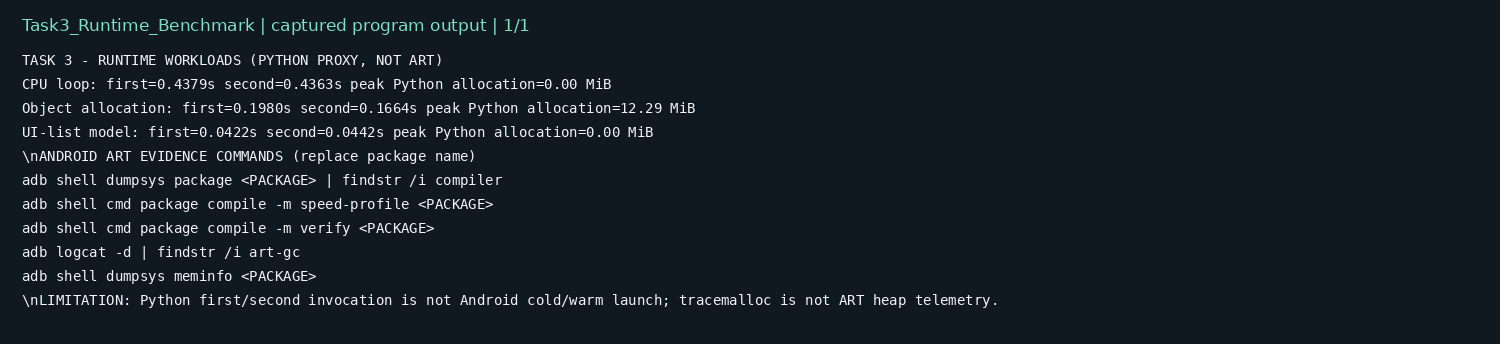 Task3_Runtime_Benchmark | captured program output | 1/1
TASK 3 - RUNTIME WORKLOADS (PYTHON PROXY, NOT ART)
CPU loop: first=0.4379s second=0.4363s peak Python allocation=0.00 MiB
Object allocation: first=0.1980s second=0.1664s peak Python allocation=12.29 MiB
UI-list model: first=0.0422s second=0.0442s peak Python allocation=0.00 MiB
\nANDROID ART EVIDENCE COMMANDS (replace package name)
adb shell dumpsys package <PACKAGE> | findstr /i compiler
adb shell cmd package compile -m speed-profile <PACKAGE>
adb shell cmd package compile -m verify <PACKAGE>
adb logcat -d | findstr /i art-gc
adb shell dumpsys meminfo <PACKAGE>
\nLIMITATION: Python first/second invocation is not Android cold/warm launch; tracemalloc is not ART heap telemetry.